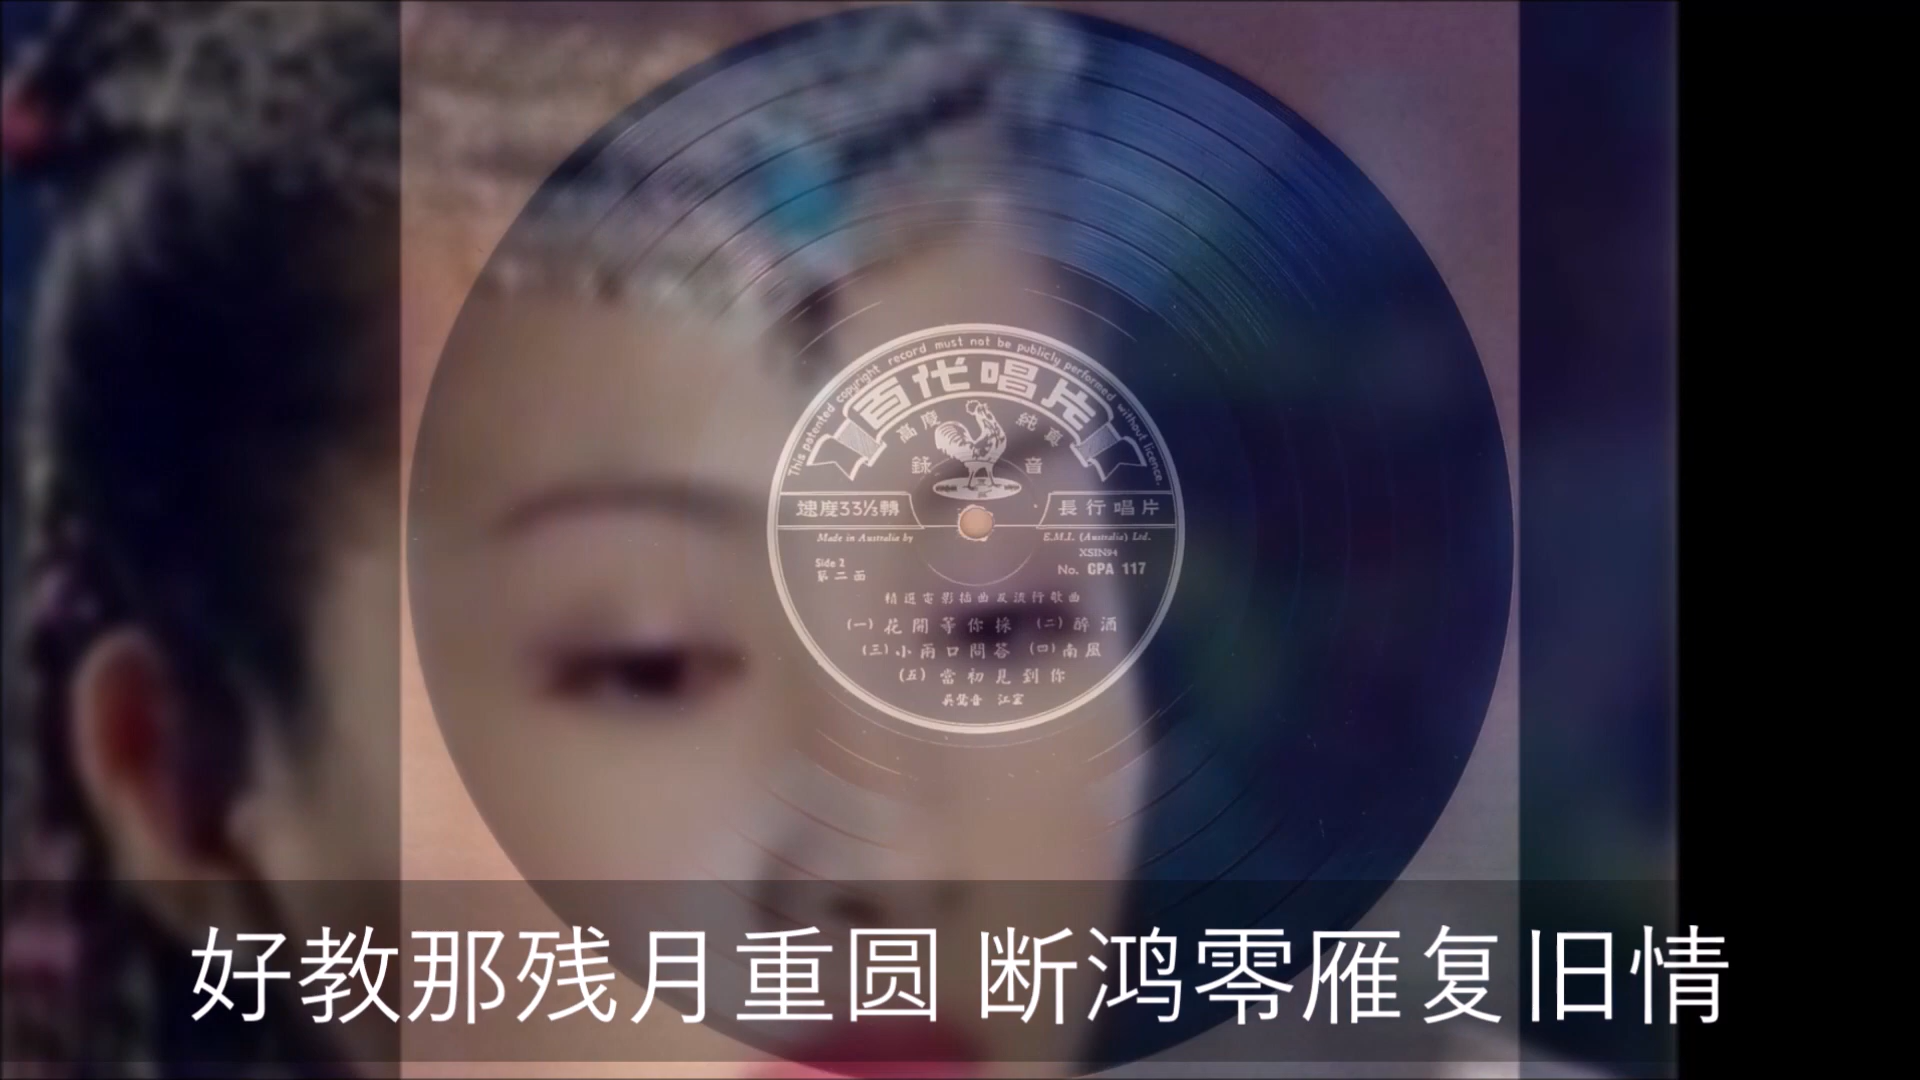 This patented copyright record must not be publicly performed without licence.
百代唱片
高度 純真
錄 音
速度33⅓轉 長行唱片
Made in Australia by E.M.I. (Australia) Ltd.
XSIN94
Side 2 No. CPA 117
第二面
精選電影插曲及流行歌曲
(一) 花開等你採 (二) 醉酒
(三) 小兩口問答 (四) 南風
(五) 當初見到你
吳鶯音 江宏
好教那残月重圆 断鸿零雁复旧情